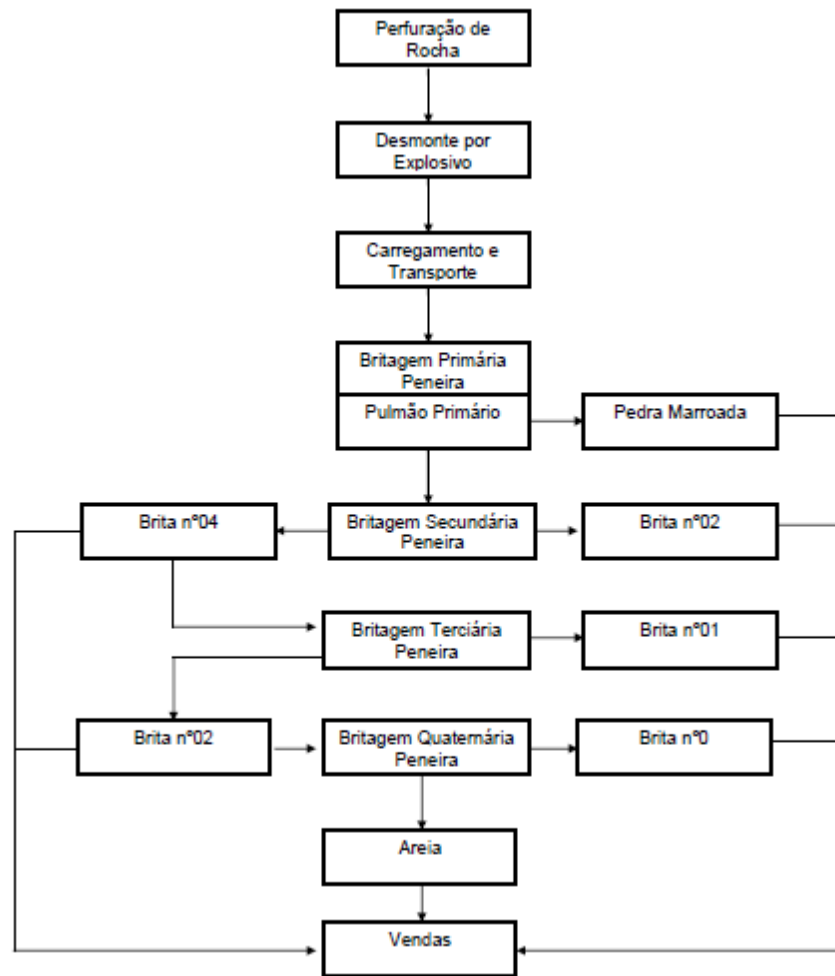 Perfuração de
Rocha
Desmonte por
Explosivo
Carregamento e
Transporte
Britagem Primária
Peneira
Pulmão Primário
Pedra Marroada
Brita nº04
Britagem Secundária
Peneira
Brita nº02
Britagem Terciária
Peneira
Brita nº01
Brita nº02
Britagem Quaternária
Peneira
Brita nº0
Areia
Vendas